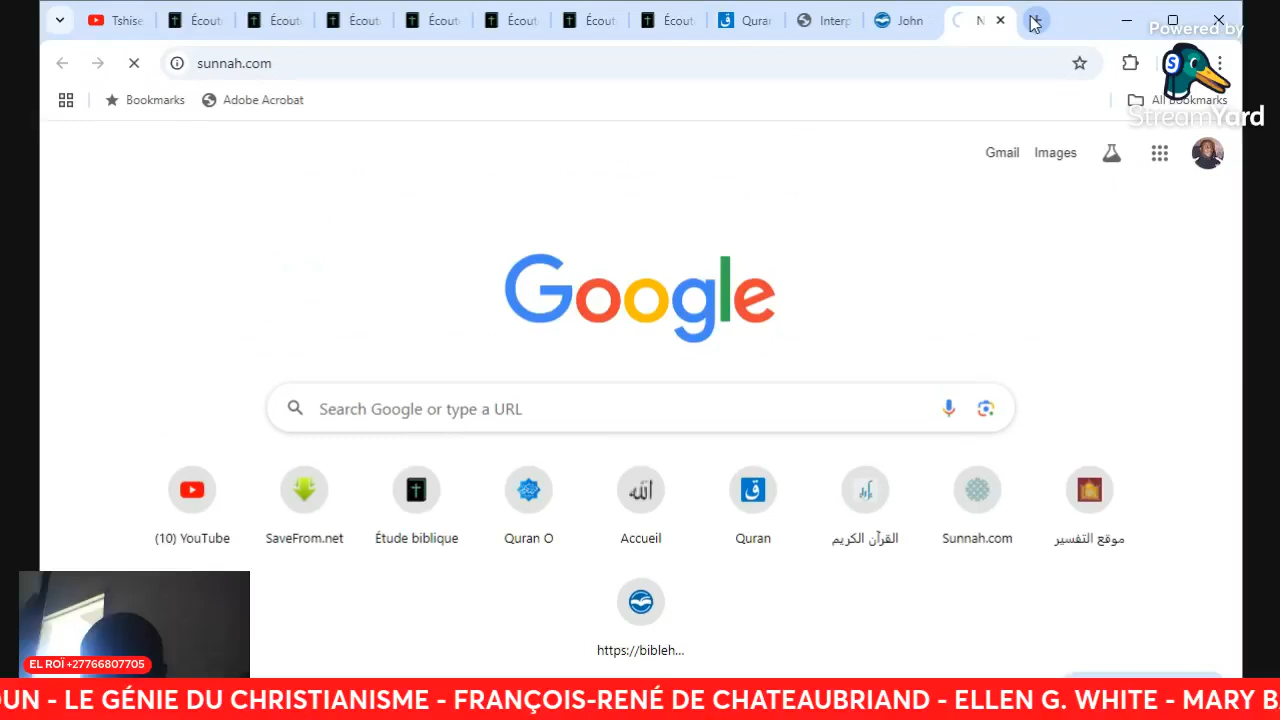 Tshise
Écout
Écout
Écout
Écout
Écout
Écout
Écout
Quran
Interp
John
N
Powered by
sunnah.com
Bookmarks
Adobe Acrobat
All Bookmarks
StreamYard
Gmail
Images
Google
Search Google or type a URL
(10) YouTube
SaveFrom.net
Étude biblique
Quran O
Accueil
Quran
القرآن الكريم
Sunnah.com
موقع التفسير
https://bibleh...
EL ROÏ +27766807705
OUN - LE GÉNIE DU CHRISTIANISME - FRANÇOIS-RENÉ DE CHATEAUBRIAND - ELLEN G. WHITE - MARY B